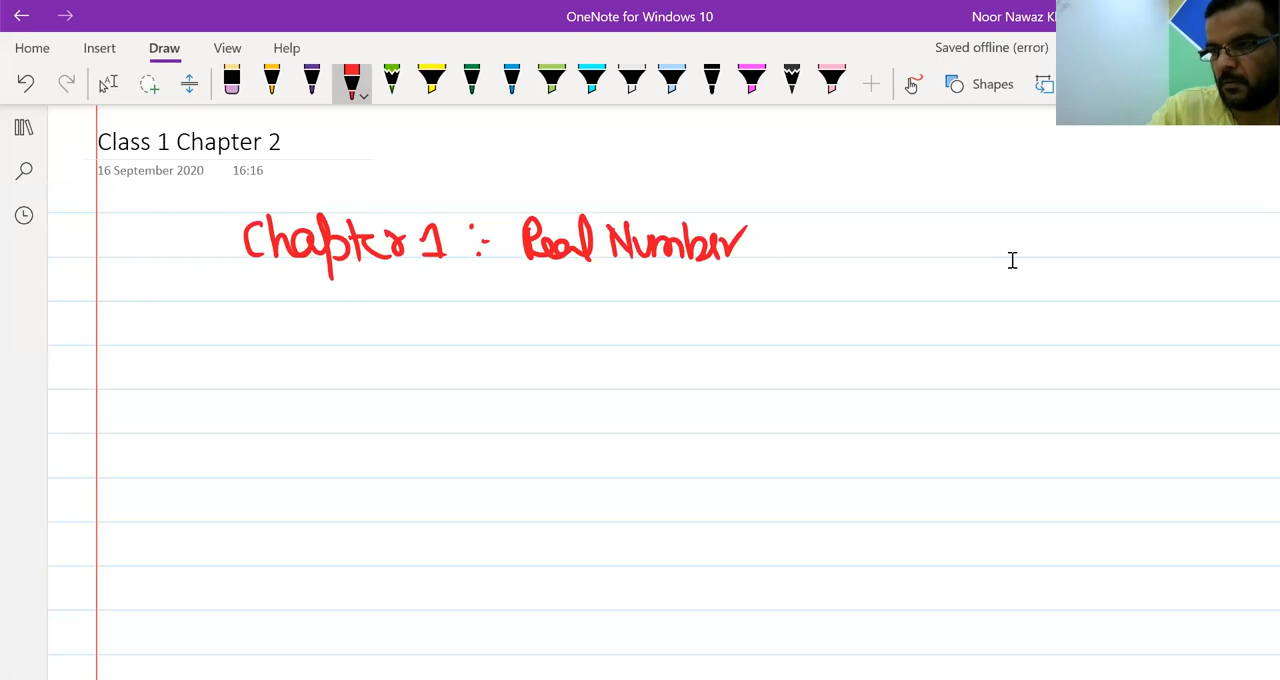 OneNote for Windows 10
Noor Nawaz
Home Insert Draw View Help
Saved offline (error)
Shapes
Class 1 Chapter 2
16 September 2020 16:16
Chapter 1 :- Real Number